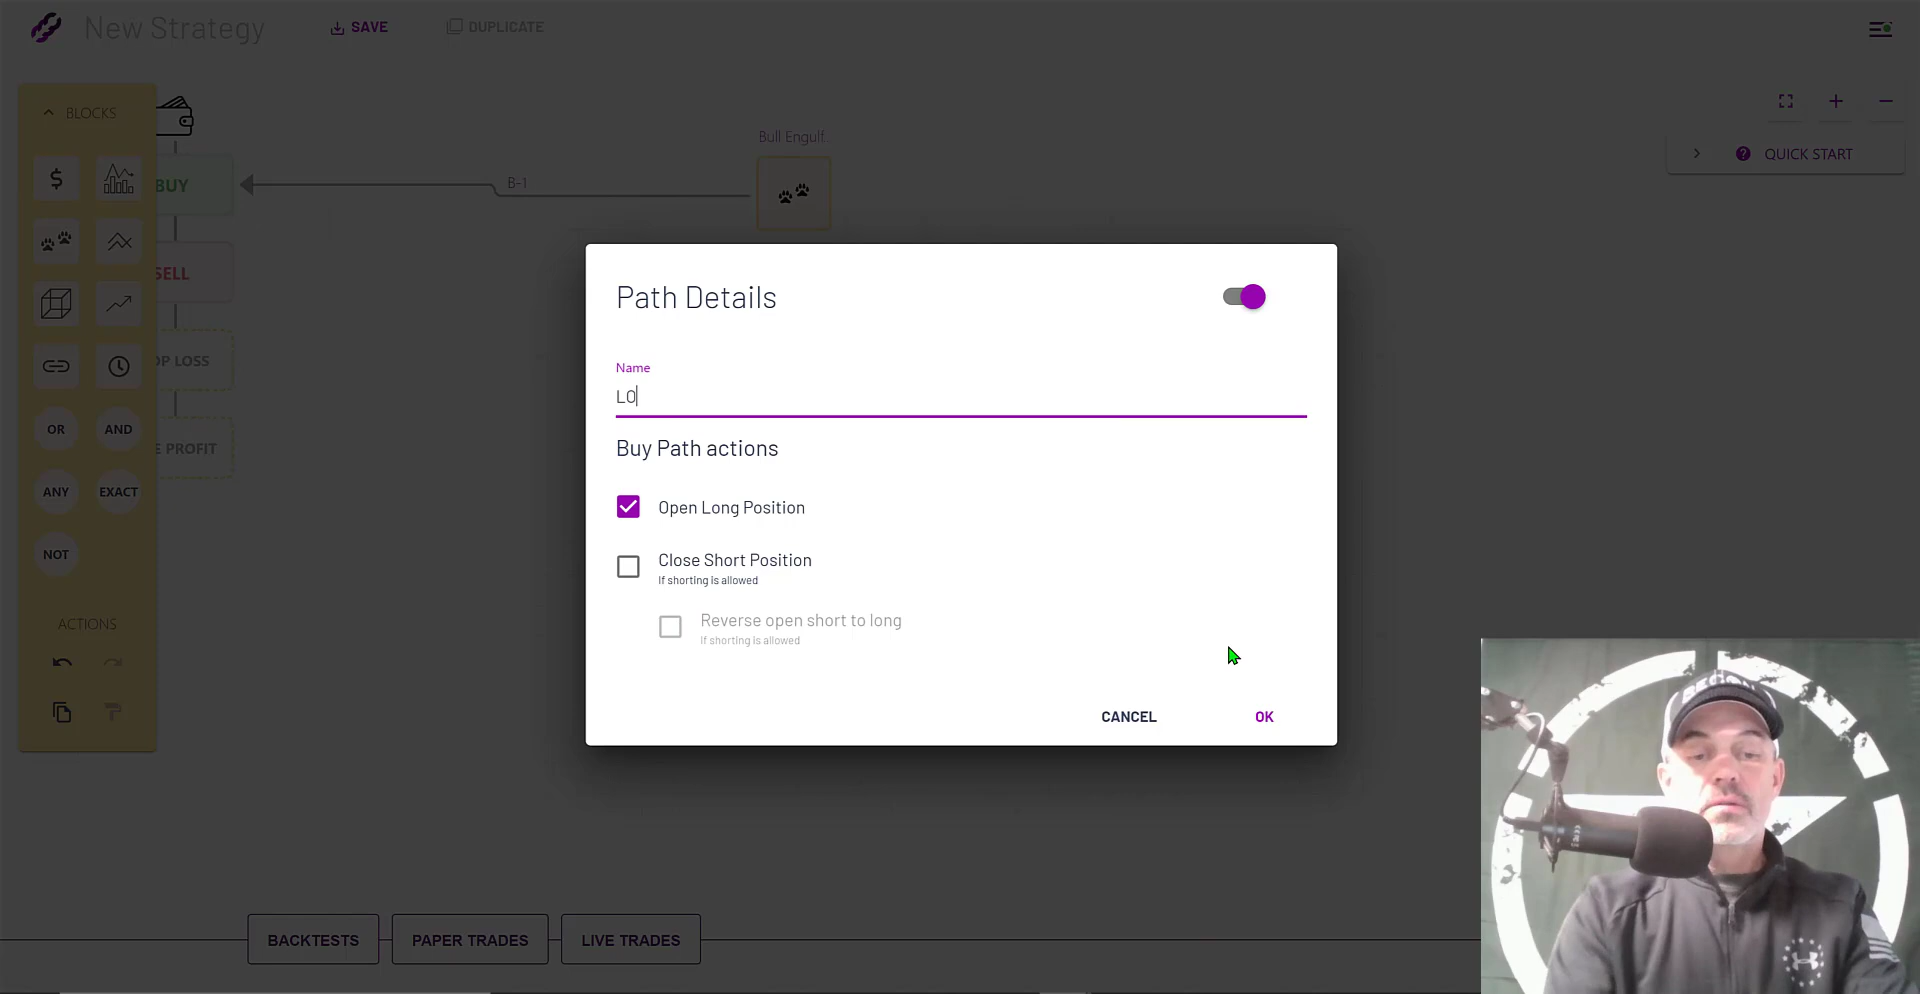 New Strategy
SAVE
DUPLICATE
BLOCKS
Bull Engulf..
QUICK START
$
BUY
B-1
SELL
Path Details
Name
LO
OP LOSS
OR
AND
E PROFIT
Buy Path actions
ANY
EXACT
Open Long Position
NOT
Close Short Position
If shorting is allowed
ACTIONS
Reverse open short to long
If shorting is allowed
CANCEL
OK
BACKTESTS
PAPER TRADES
LIVE TRADES